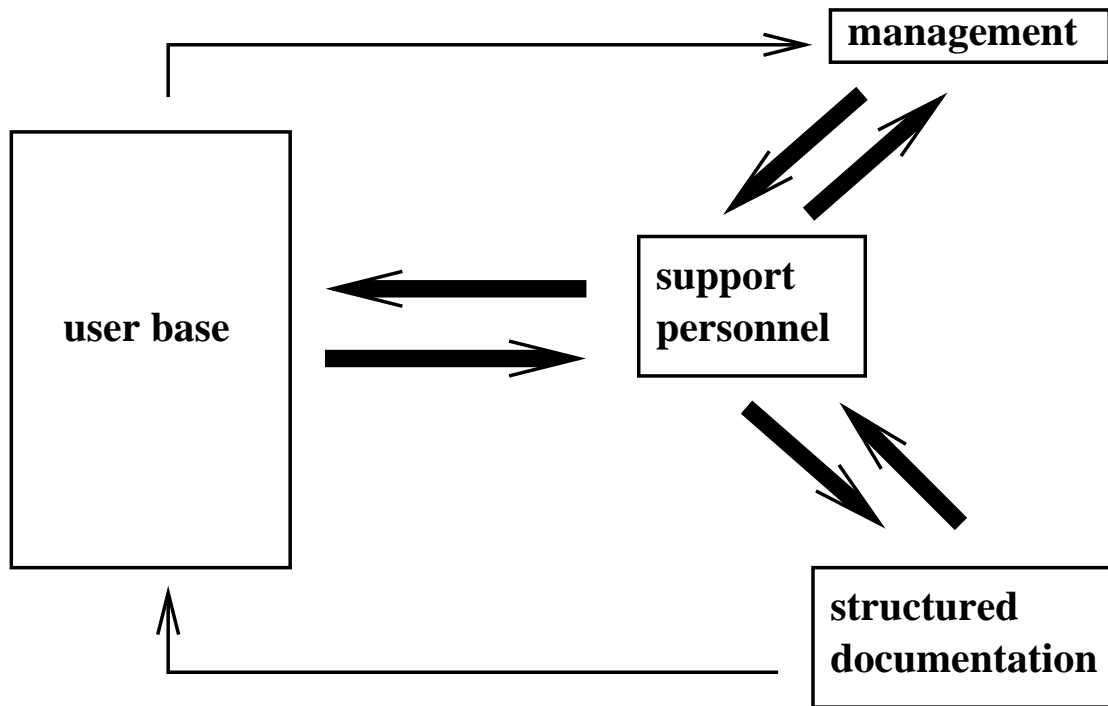 management
support
personnel
user base
structured
documentation